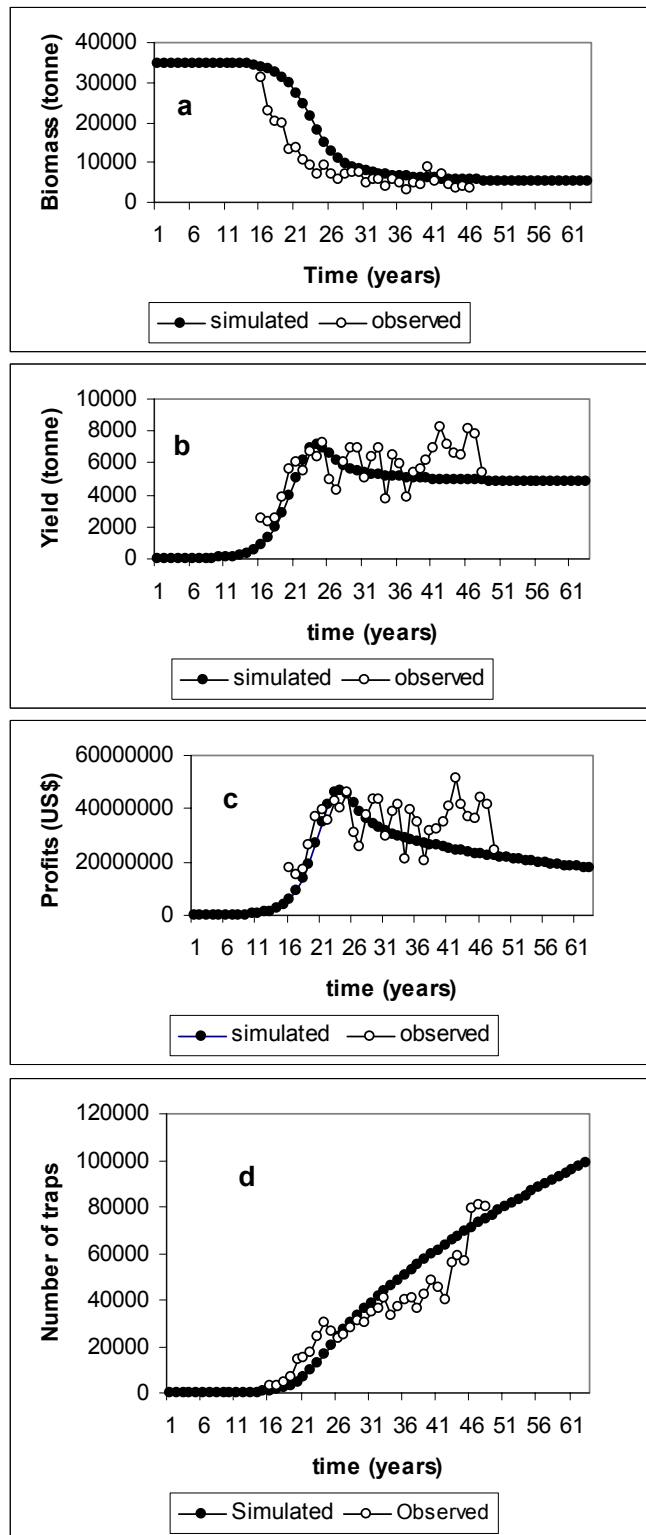 40000
30000
20000
10000
0
Biomass (tonne)
a
1 6 11 16 21 26 31 36 41 46 51 56 61
Time (years)
simulated observed
10000
8000
6000
4000
2000
0
Yield (tonne)
b
1 6 11 16 21 26 31 36 41 46 51 56 61
time (years)
simulated observed
60000000
40000000
20000000
0
Profits (US$)
c
1 6 11 16 21 26 31 36 41 46 51 56 61
time (years)
simulated observed
120000
100000
80000
60000
40000
20000
0
Number of traps
d
1 6 11 16 21 26 31 36 41 46 51 56 61
time (years)
Simulated Observed